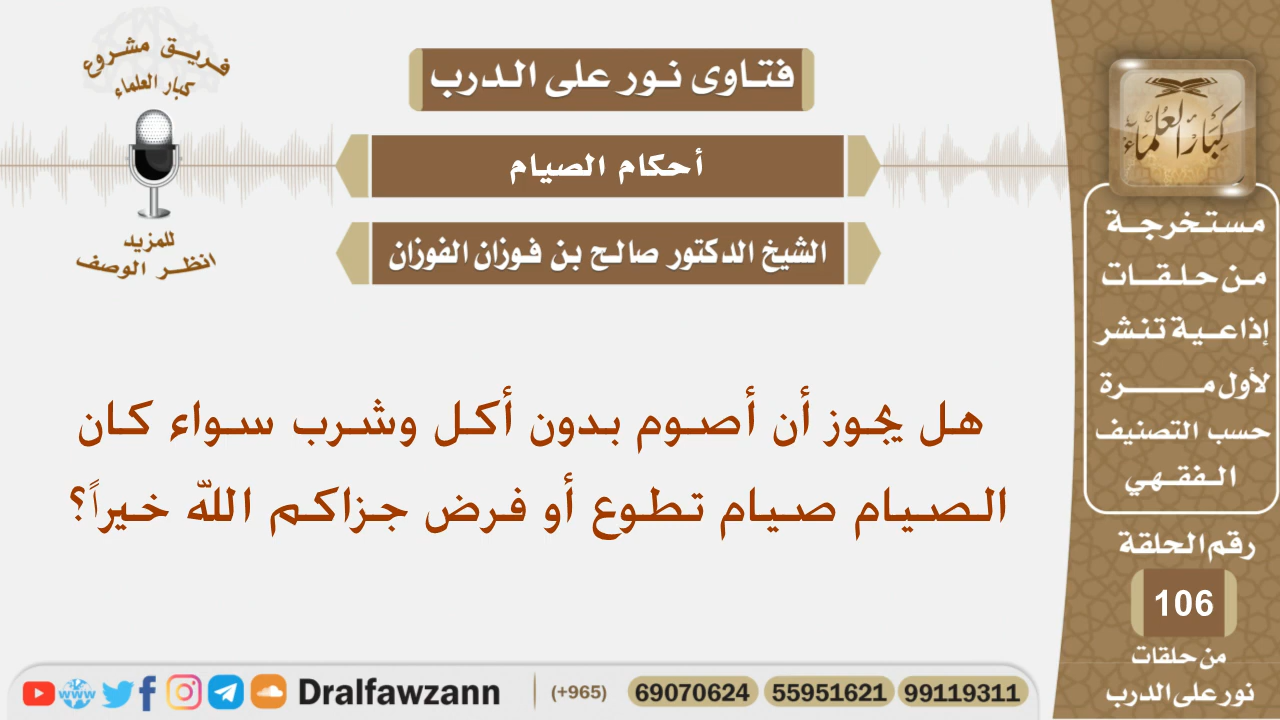 فتاوى نور على الدرب
أحكام الصيام
الشيخ الدكتور صالح بن فوزان الفوزان
هل يجوز أن أصوم بدون أكل وشرب سواء كان
الصيام صيام تطوع أو فرض جزاكم الله خيراً؟
فريق مشروع
كبار العلماء
للمزيد
انظر الوصف
كبار العلماء
مستخرجة
من حلقات
إذاعية تنشر
لأول مرة
حسب التصنيف
الفقهي
رقم الحلقة
106
من حلقات
نور على الدرب
www
Dralfawzann
(+965)
69070624
55951621
99119311